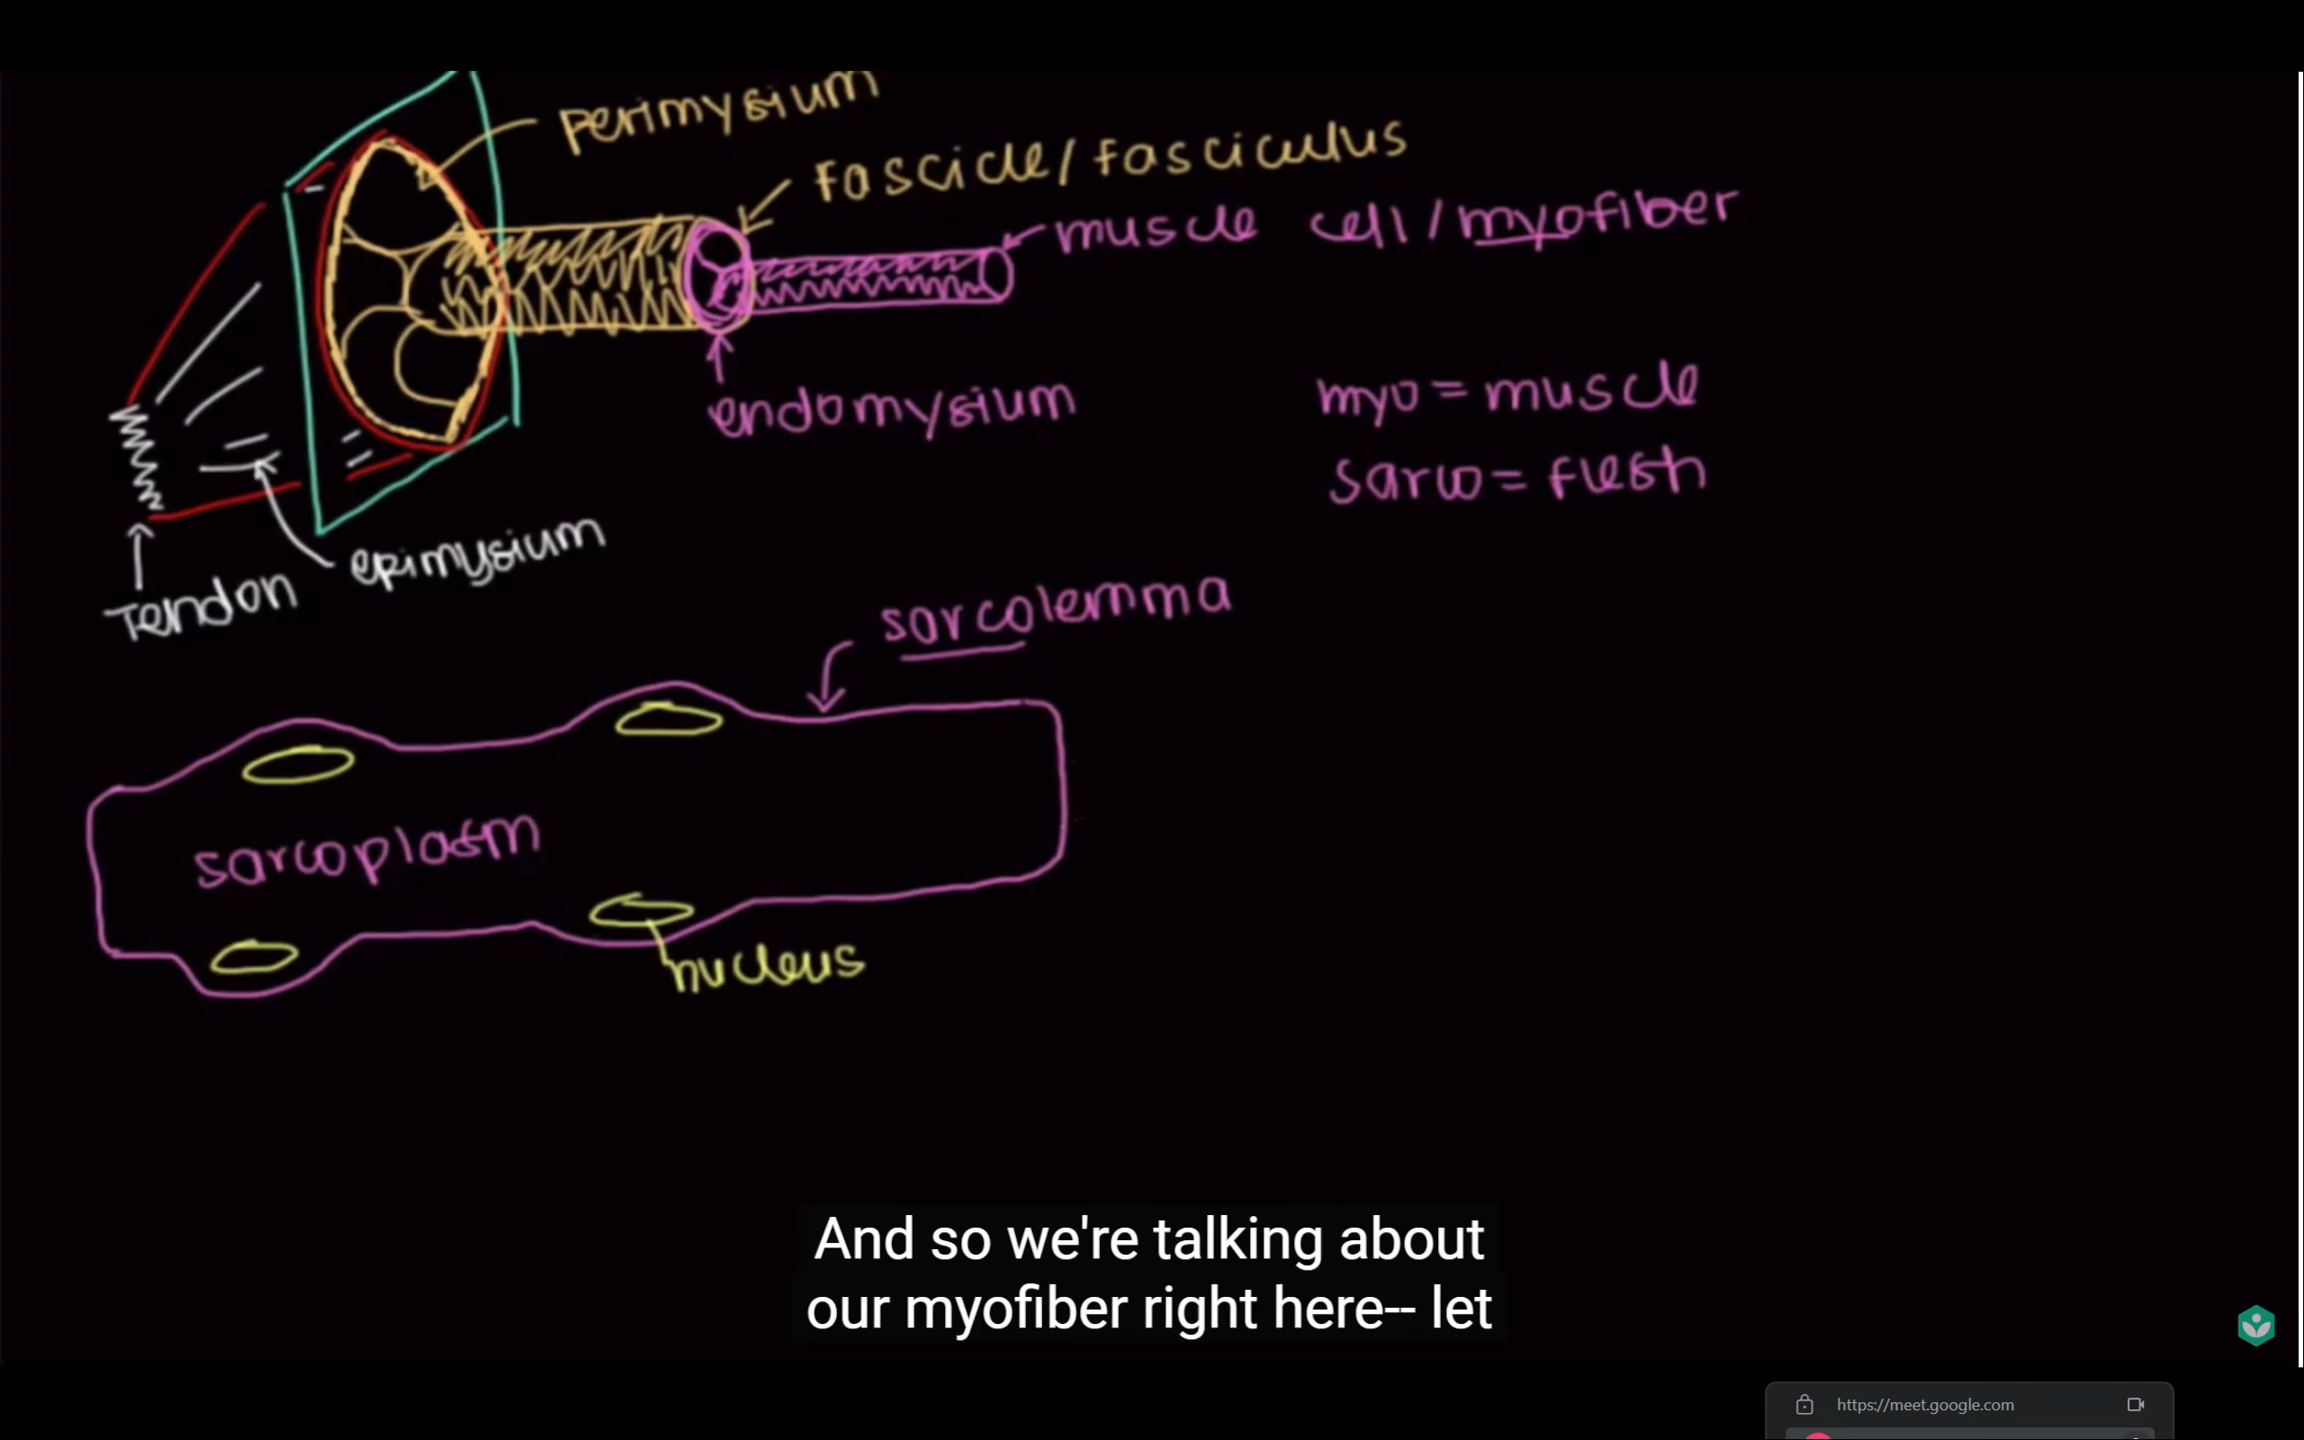 perimysium
fascicle/fasciculus
muscle cell/myofiber
endomysium
myo = muscle
sarco = flesh
epimysium
Tendon
sarcolemma
sarcoplasm
nucleus
And so we're talking about
our myofiber right here-- let
https://meet.google.com